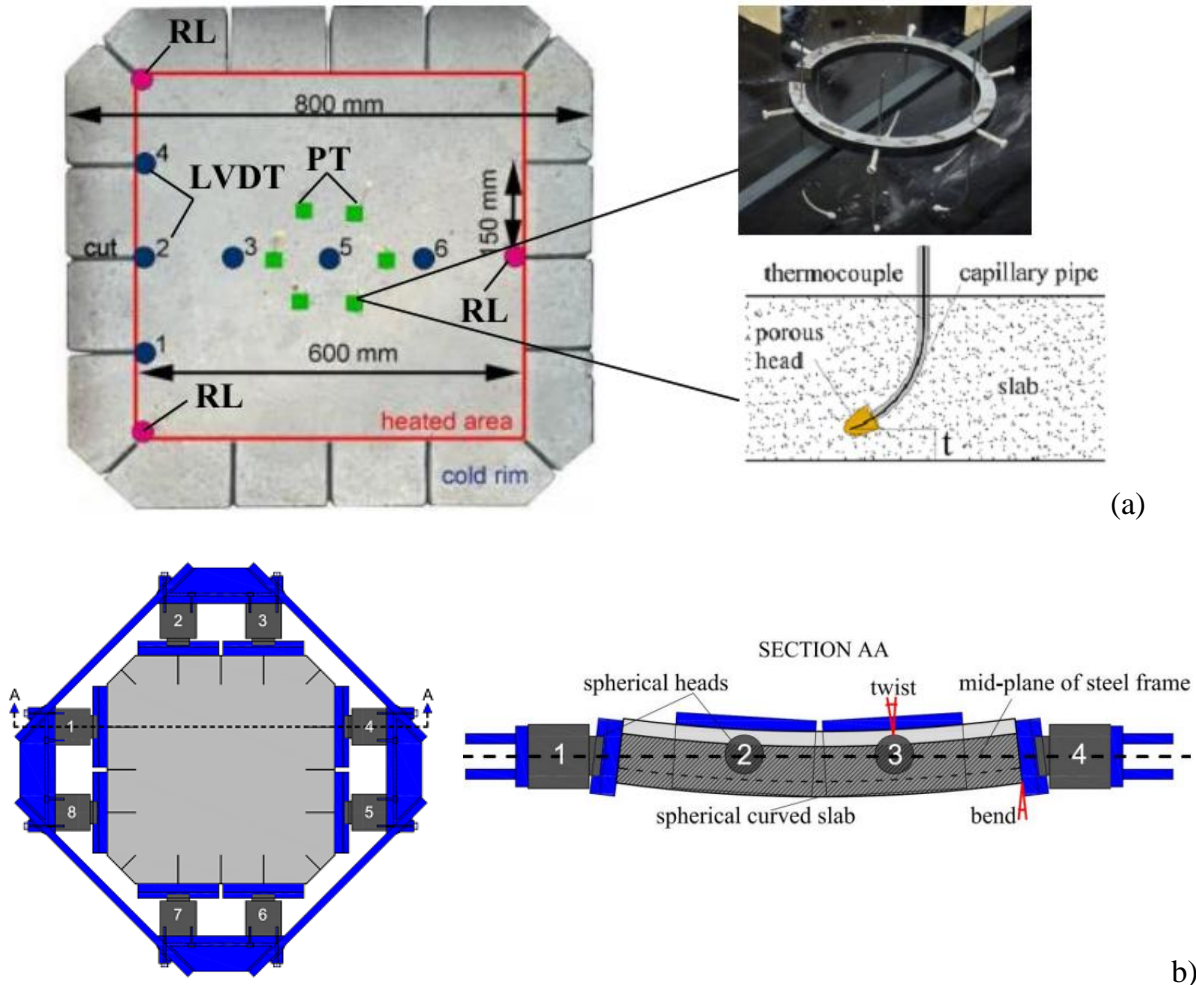 RL
800 mm
4
LVDT
PT
150 mm
cut
2
3
5
6
RL
1
600 mm
RL
heated area
cold rim
thermocouple
capillary pipe
porous
head
slab
t
(a)
2
3
A
A
1
4
8
5
7
6
SECTION AA
spherical heads
twist
mid-plane of steel frame
1
2
3
4
spherical curved slab
bend
b)